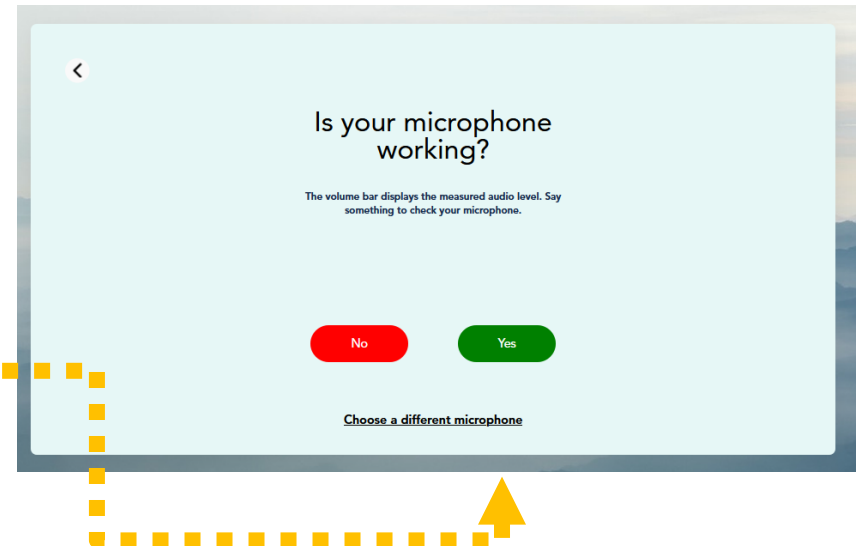 Is your microphone
working?
The volume bar displays the measured audio level. Say
something to check your microphone.
No
Yes
Choose a different microphone